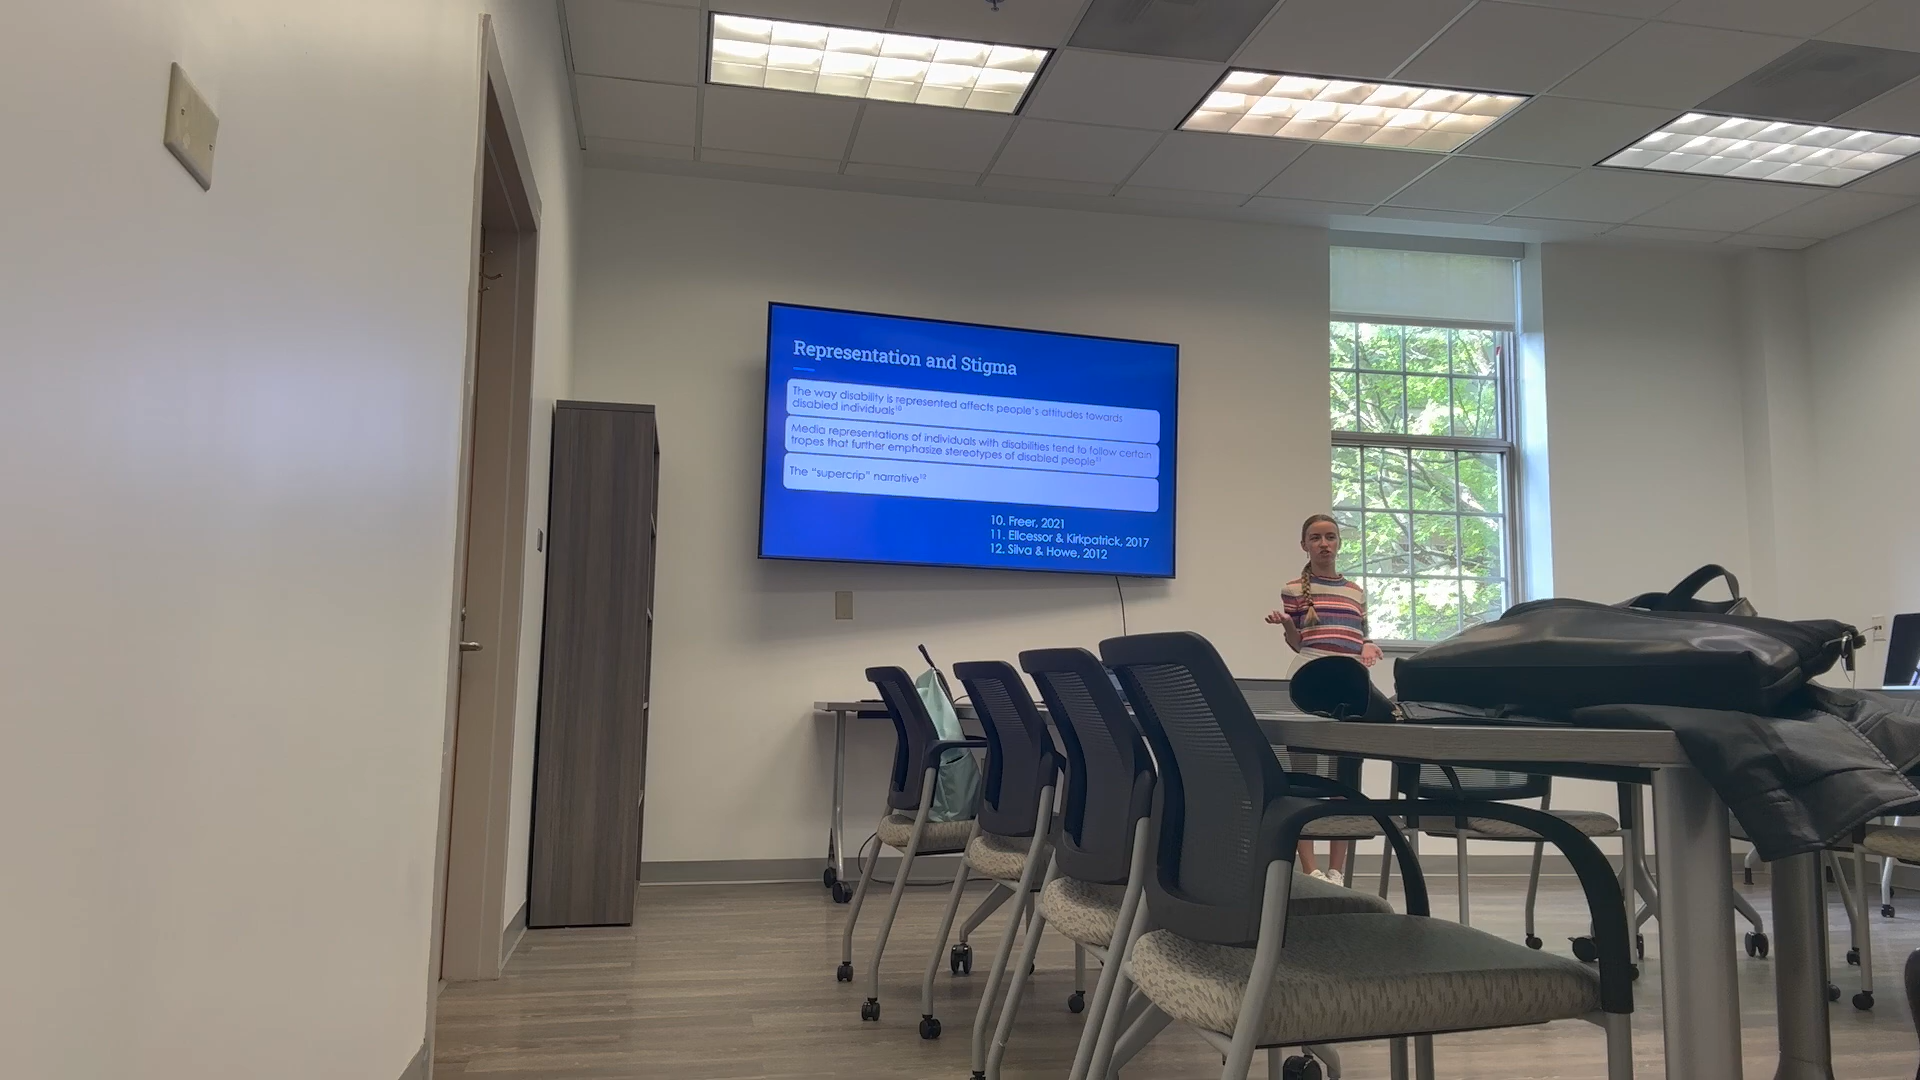 Representation and Stigma
The way disability is represented affects people's attitudes towards
disabled individuals¹⁰
Media representations of individuals with disabilities tend to follow certain
tropes that further emphasize stereotypes of disabled people¹¹
The “supercrip” narrative¹²
10. Freer, 2021
11. Ellcessor & Kirkpatrick, 2017
12. Silva & Howe, 2012